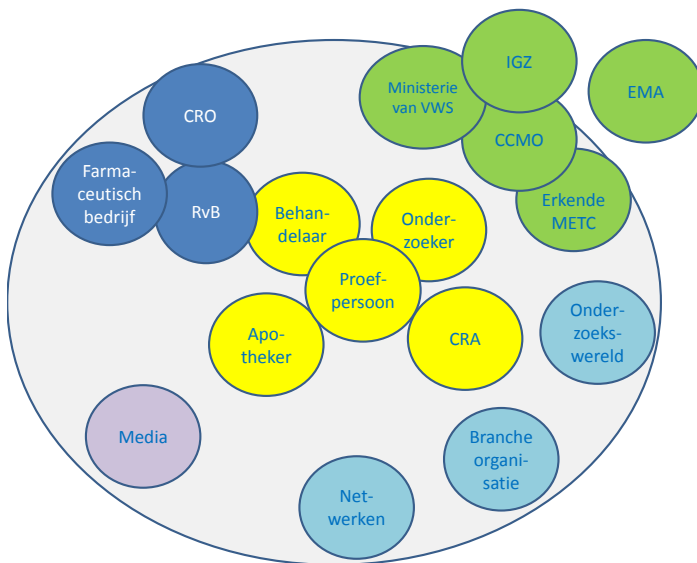 IGZ
Ministerie
van VWS
EMA
CRO
CCMO
Farma-
ceutisch
bedrijf
RvB
Behan-
delaar
Onder-
zoeker
Erkende
METC
Proef-
persoon
Apo-
theker
CRA
Onder-
zoeks-
wereld
Media
Branche
organi-
satie
Net-
werken